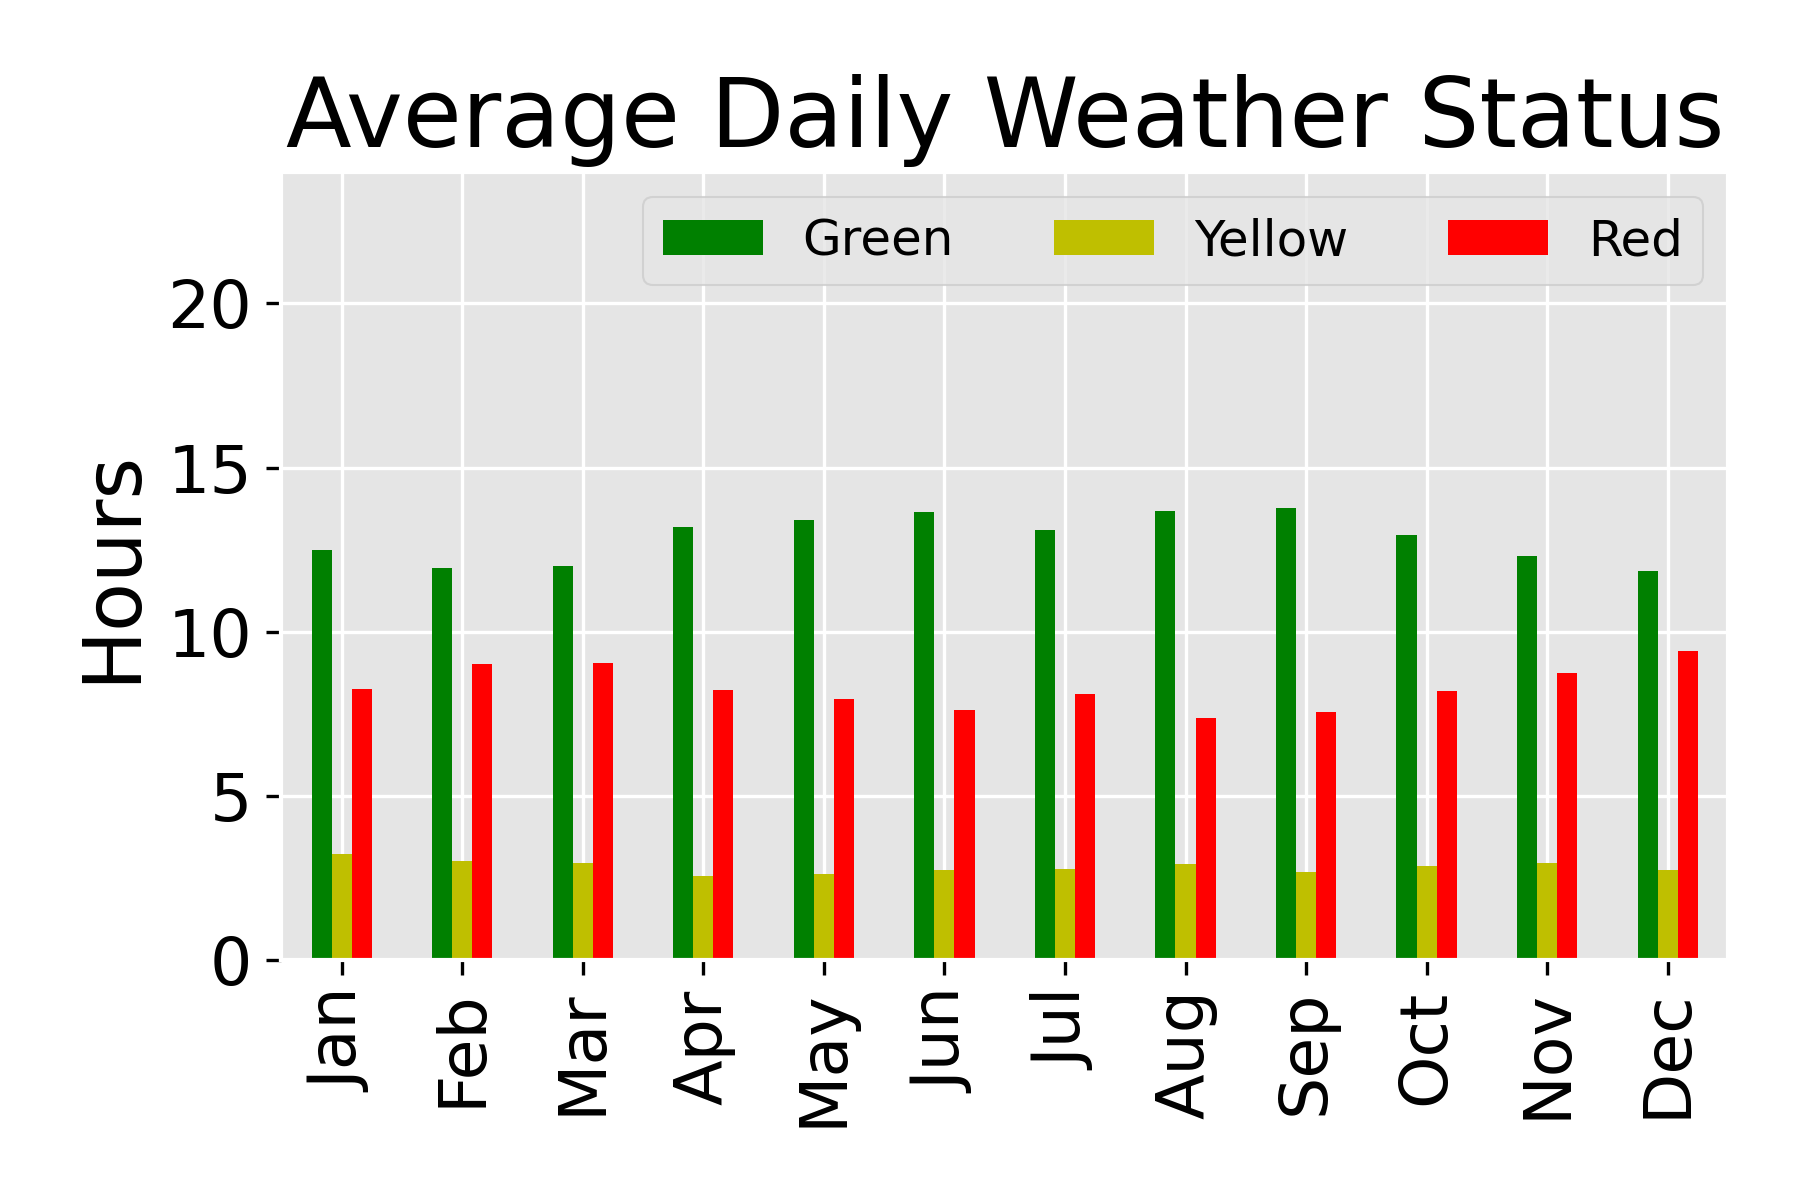 Average Daily Weather Status
Green Yellow Red
Hours
20
15
10
5
0
Jan Feb Mar Apr May Jun Jul Aug Sep Oct Nov Dec